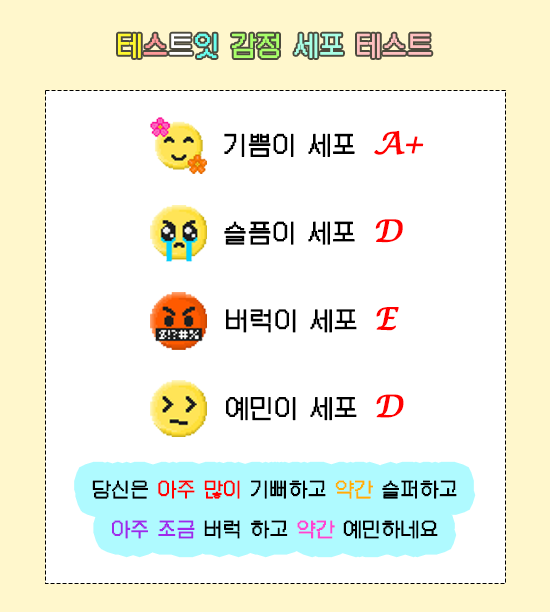 테스트잇 감정 세포 테스트
기쁨이 세포 A+
슬픔이 세포 D
$!?#%
버럭이 세포 E
예민이 세포 D
당신은 아주 많이 기뻐하고 약간 슬퍼하고
아주 조금 버럭 하고 약간 예민하네요